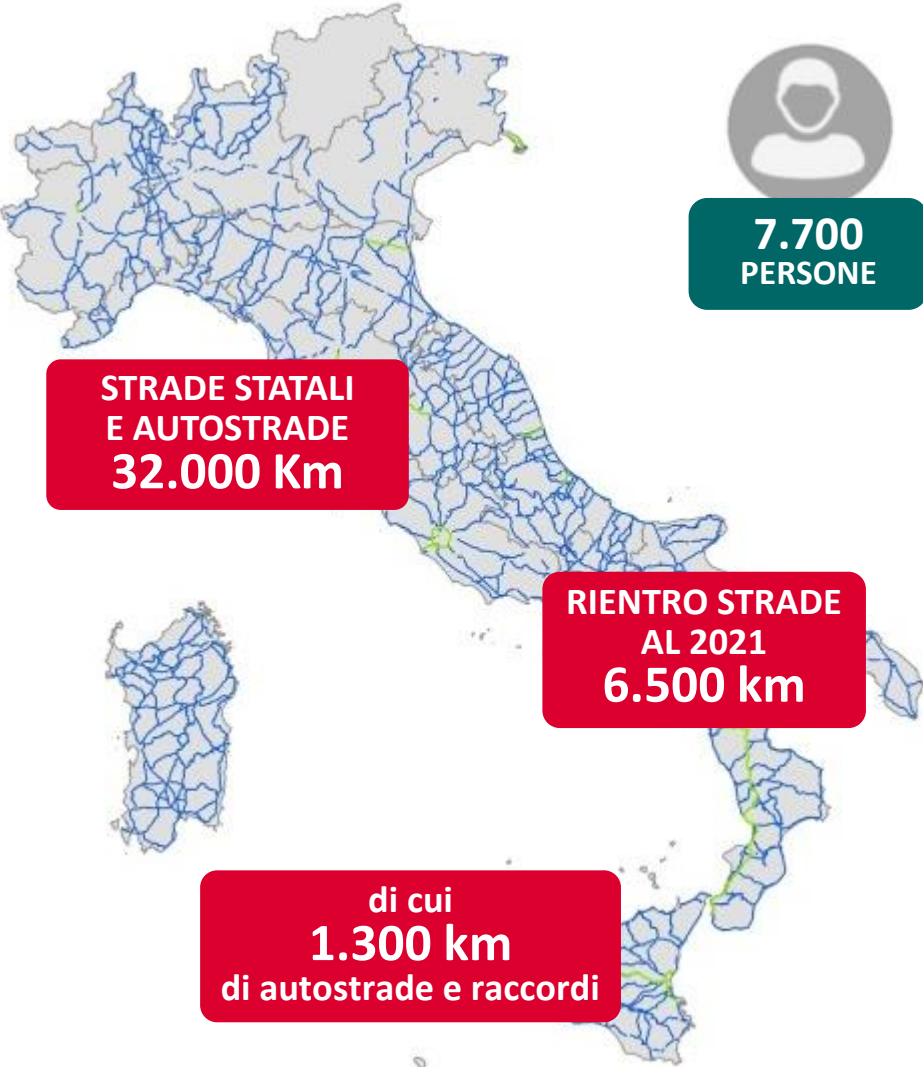 7.700
PERSONE
STRADE STATALI
E AUTOSTRADE
32.000 Km
RIENTRO STRADE
AL 2021
6.500 km
di cui
1.300 km
di autostrade e raccordi